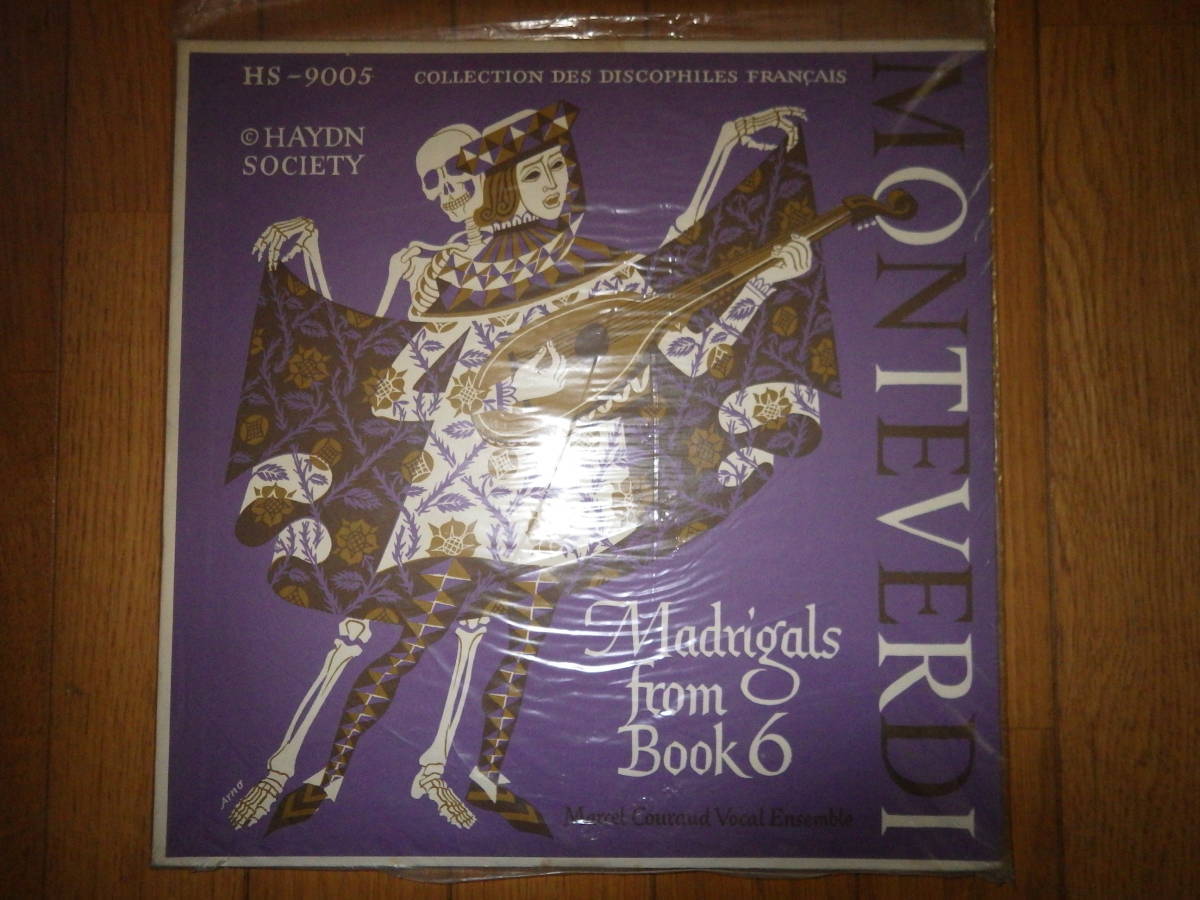 HS-9005
COLLECTION DES DISCOPHILES FRANÇAIS
© HAYDN
SOCIETY
MONTEVERDI
Madrigals
from
Book 6
Marcel Couraud Vocal Ensemble
Arno